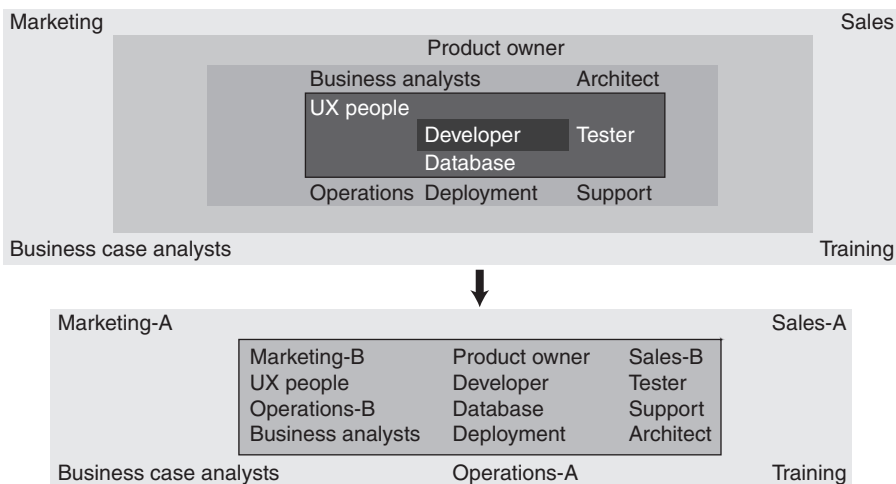 Marketing Sales
Product owner
Business analysts Architect
UX people
Developer Tester
Database
Operations Deployment Support
Business case analysts Training
Marketing-A Sales-A
Marketing-B Product owner Sales-B
UX people Developer Tester
Operations-B Database Support
Business analysts Deployment Architect
Business case analysts Operations-A Training